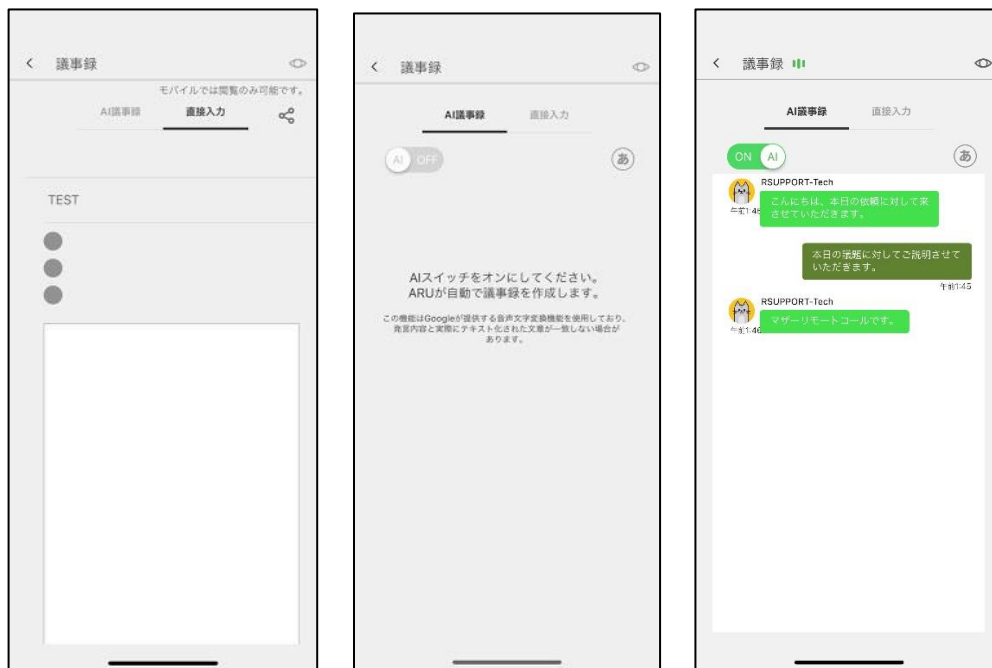 議事録
モバイルでは閲覧のみ可能です。
AI議事録
直接入力
TEST
議事録
AI議事録
直接入力
AI OFF
あ
AIスイッチをオンにしてください。
ARUが自動で議事録を作成します。
この機能はGoogleが提供する音声文字変換機能を使用しており、
発言内容と実際にテキスト化された文章が一致しない場合が
あります。
議事録
AI議事録
直接入力
ON AI
あ
RSUPPORT-Tech
こんにちは、本日の依頼に対して来
させていただきます。
午前1:45
本日の議題に対してご説明させて
いただきます。
午前1:45
RSUPPORT-Tech
マザーリモートコールです。
午前1:46